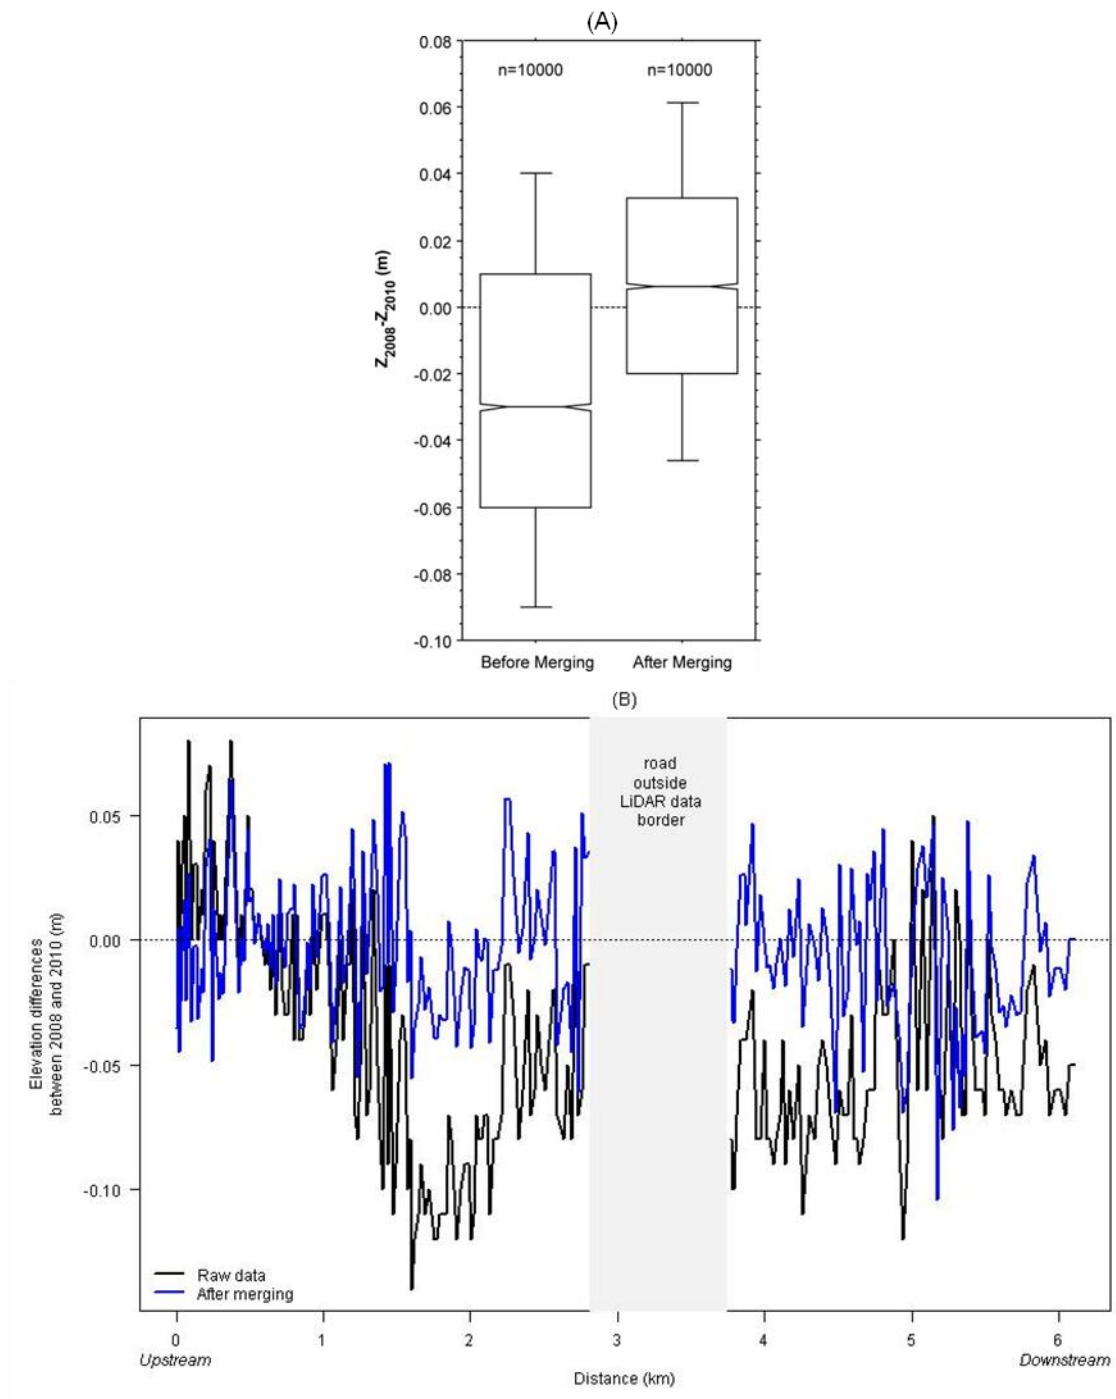 (A)
0.08
n=10000 n=10000
0.06
0.04
0.02
0.00
-0.02
-0.04
-0.06
-0.08
-0.10
Z2008-Z2010 (m)
Before Merging After Merging
(B)
road
outside
LiDAR data
border
0.05
0.00
-0.05
-0.10
Elevation differences
between 2008 and 2010 (m)
Raw data
After merging
0 1 2 3 4 5 6
Upstream Downstream
Distance (km)